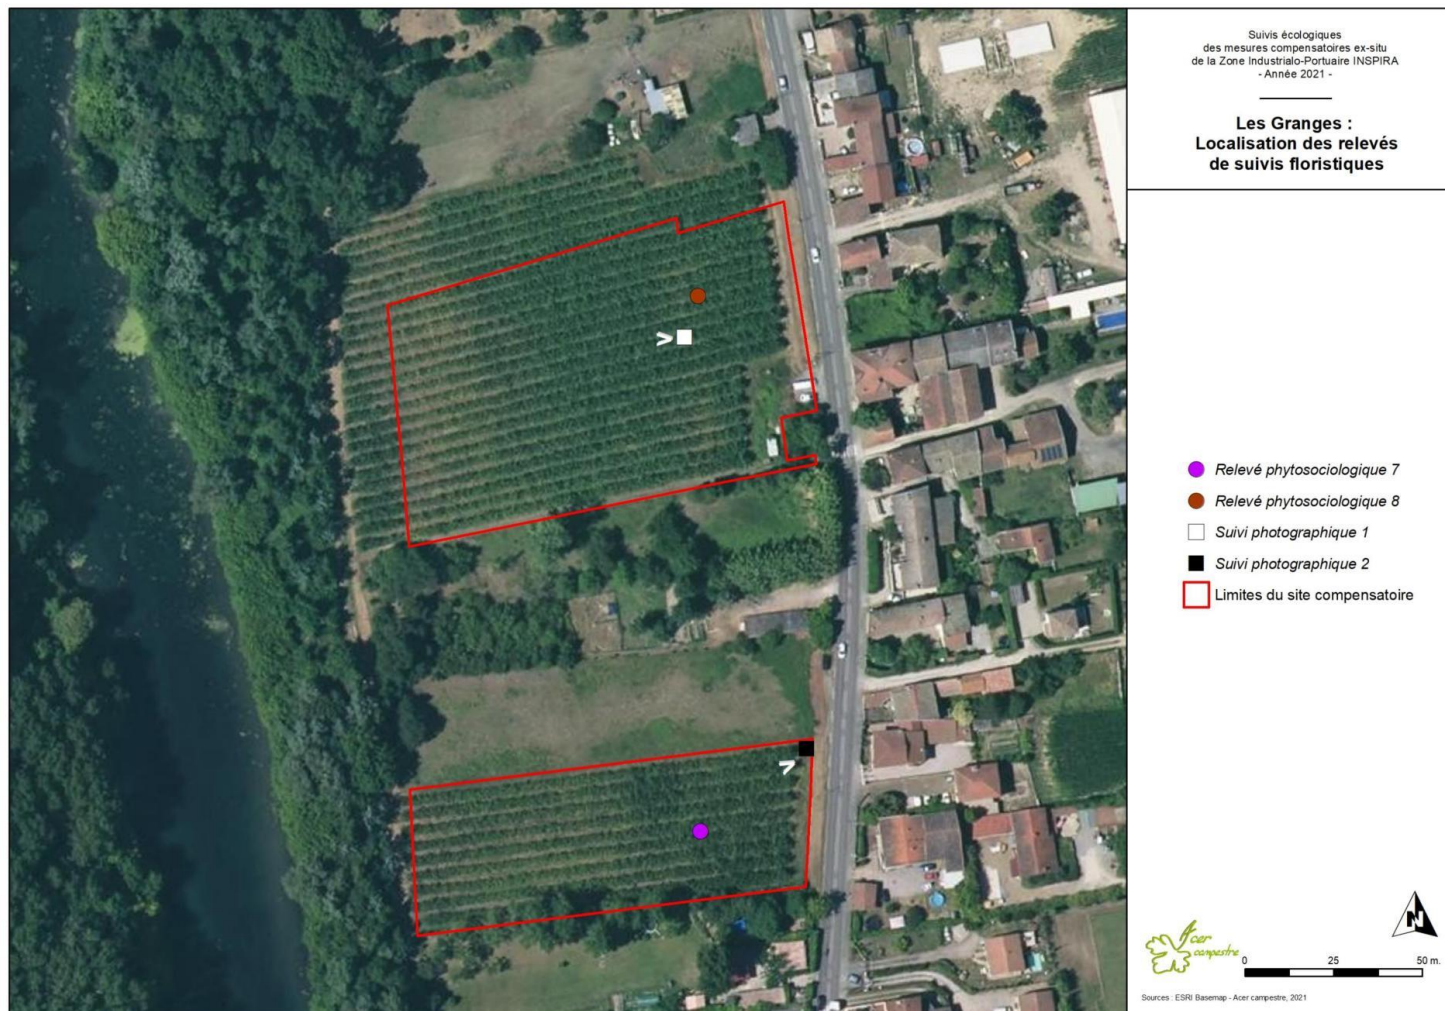 Suivis écologiques
des mesures compensatoires ex-situ
de la Zone Industrialo-Portuaire INSPIRA
- Année 2021 -
Les Granges :
Localisation des relevés
de suivis floristiques
Relevé phytosociologique 7
Relevé phytosociologique 8
Suivi photographique 1
Suivi photographique 2
Limites du site compensatoire
N
Acer
campestre
0 25 50 m.
Sources : ESRI Basemap - Acer campestre, 2021